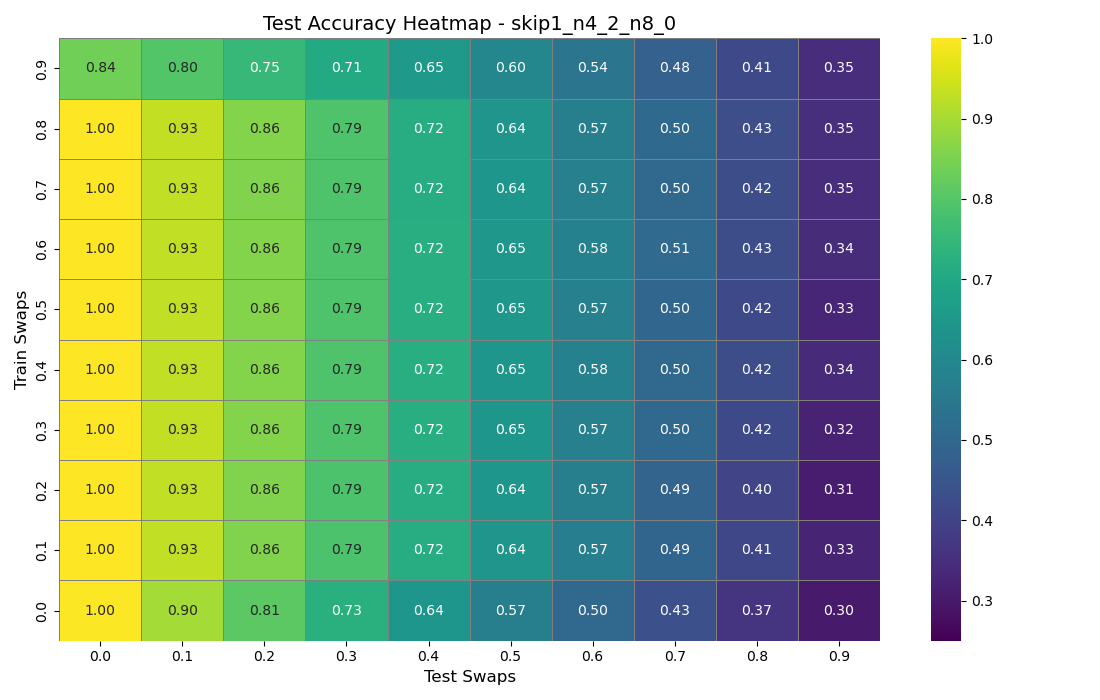 Test Accuracy Heatmap - skip1_n4_2_n8_0
Train Swaps
0.9 0.84 0.80 0.75 0.71 0.65 0.60 0.54 0.48 0.41 0.35
0.8 1.00 0.93 0.86 0.79 0.72 0.64 0.57 0.50 0.43 0.35
0.7 1.00 0.93 0.86 0.79 0.72 0.64 0.57 0.50 0.42 0.35
0.6 1.00 0.93 0.86 0.79 0.72 0.65 0.58 0.51 0.43 0.34
0.5 1.00 0.93 0.86 0.79 0.72 0.65 0.57 0.50 0.42 0.33
0.4 1.00 0.93 0.86 0.79 0.72 0.65 0.58 0.50 0.42 0.34
0.3 1.00 0.93 0.86 0.79 0.72 0.65 0.57 0.50 0.42 0.32
0.2 1.00 0.93 0.86 0.79 0.72 0.64 0.57 0.49 0.40 0.31
0.1 1.00 0.93 0.86 0.79 0.72 0.64 0.57 0.49 0.41 0.33
0.0 1.00 0.90 0.81 0.73 0.64 0.57 0.50 0.43 0.37 0.30
0.0 0.1 0.2 0.3 0.4 0.5 0.6 0.7 0.8 0.9
Test Swaps
1.0
0.9
0.8
0.7
0.6
0.5
0.4
0.3